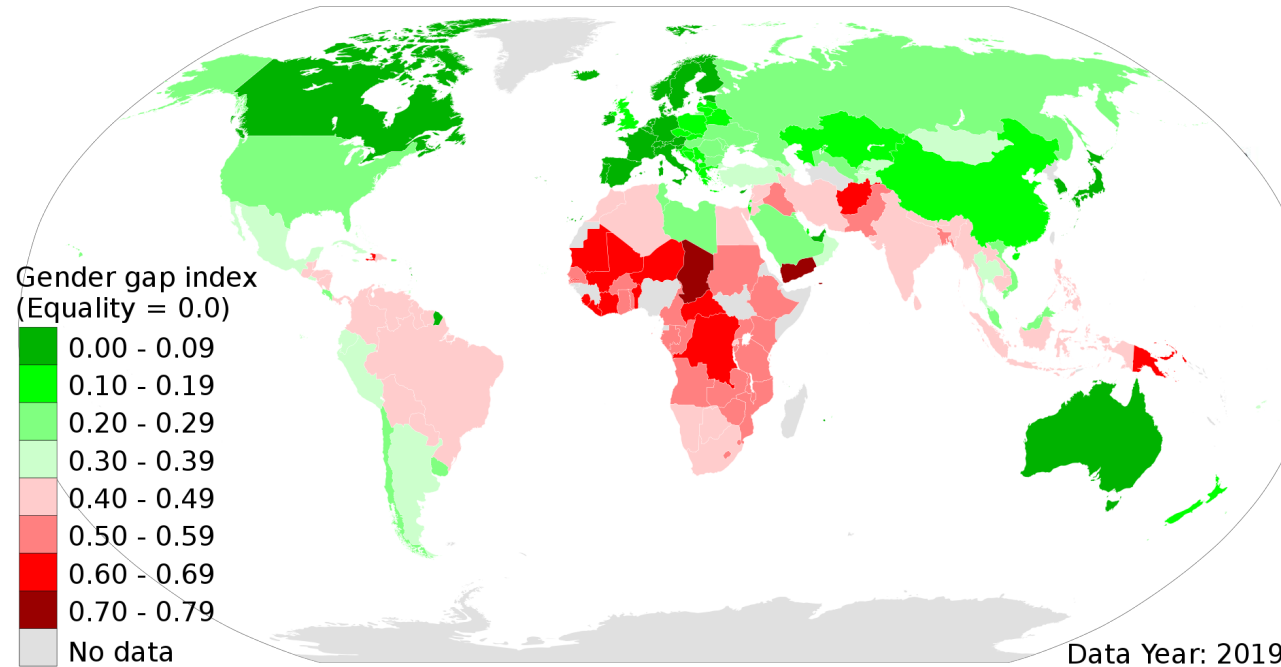 Gender gap index
(Equality = 0.0)
0.00 - 0.09
0.10 - 0.19
0.20 - 0.29
0.30 - 0.39
0.40 - 0.49
0.50 - 0.59
0.60 - 0.69
0.70 - 0.79
No data
Data Year: 2019